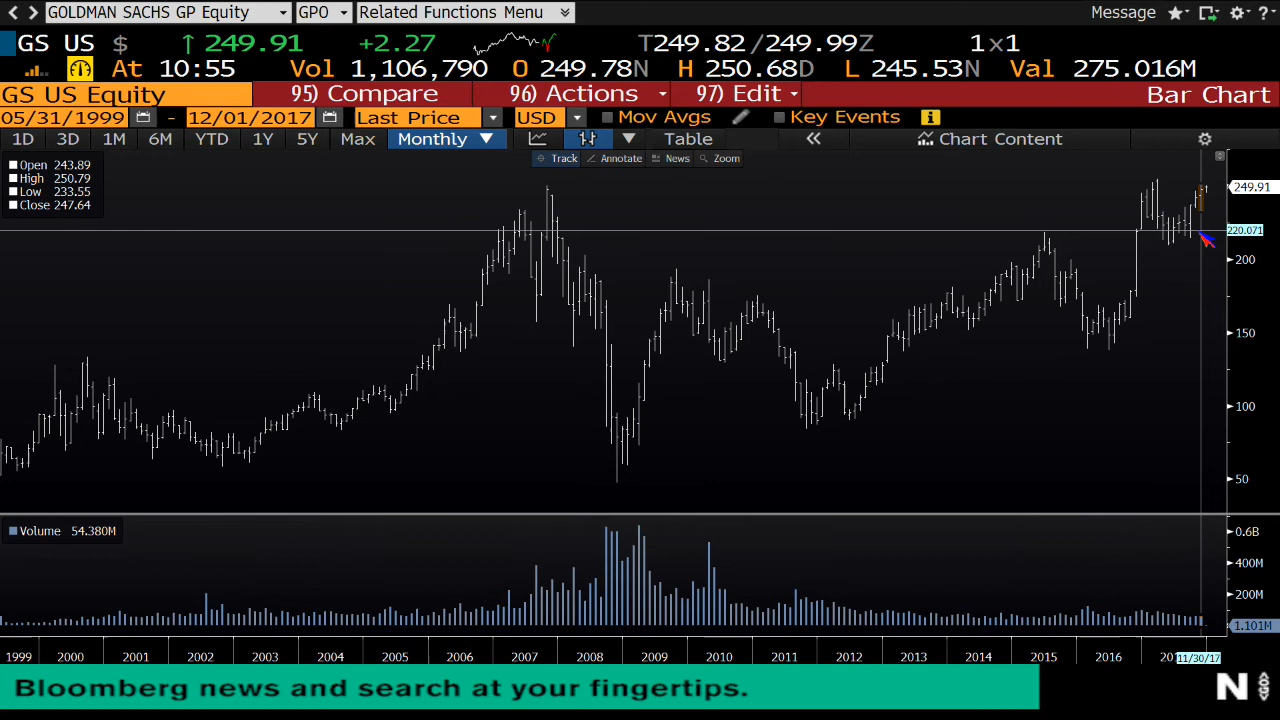 GOLDMAN SACHS GP Equity GPO Related Functions Menu Message ?
GS US $ ↑ 249.91 +2.27 T249.82/249.99Z 1x1
At 10:55 Vol 1,106,790 O 249.78N H 250.68D L 245.53N Val 275.016M
GS US Equity 95) Compare 96) Actions 97) Edit Bar Chart
05/31/1999 - 12/01/2017 Last Price USD Mov Avgs Key Events i
1D 3D 1M 6M YTD 1Y 5Y Max Monthly ▼ Table « Chart Content
Track Annotate News Zoom
Open 243.89
High 250.79
Low 233.55
Close 247.64
249.91
220.071
200
150
100
50
Volume 54.380M
0.6B
400M
200M
1.101M
1999 2000 2001 2002 2003 2004 2005 2006 2007 2008 2009 2010 2011 2012 2013 2014 2015 2016 11/30/17
Bloomberg news and search at your fingertips.
N